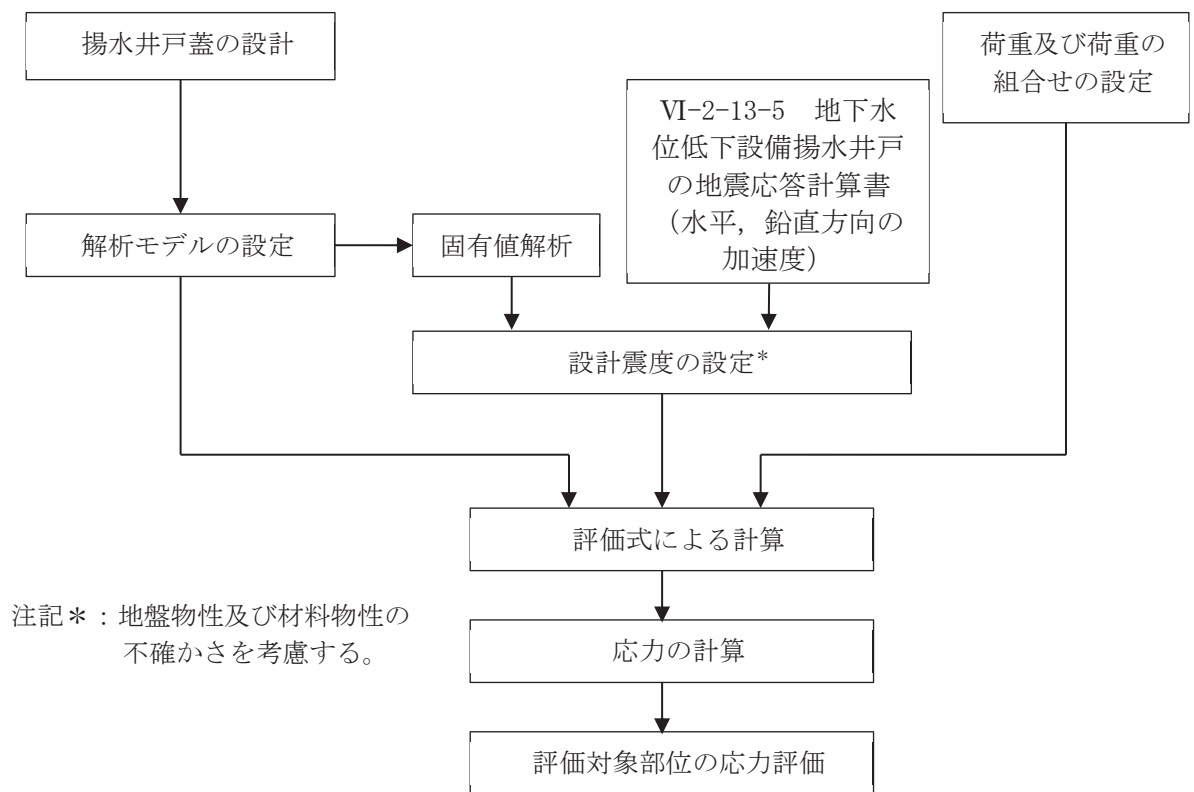 揚水井戸蓋の設計
荷重及び荷重の
組合せの設定
Ⅵ-2-13-5 地下水
位低下設備揚水井戸
の地震応答計算書
(水平,鉛直方向の
加速度)
解析モデルの設定
固有値解析
設計震度の設定*
評価式による計算
注記*:地盤物性及び材料物性の
不確かさを考慮する。
応力の計算
評価対象部位の応力評価